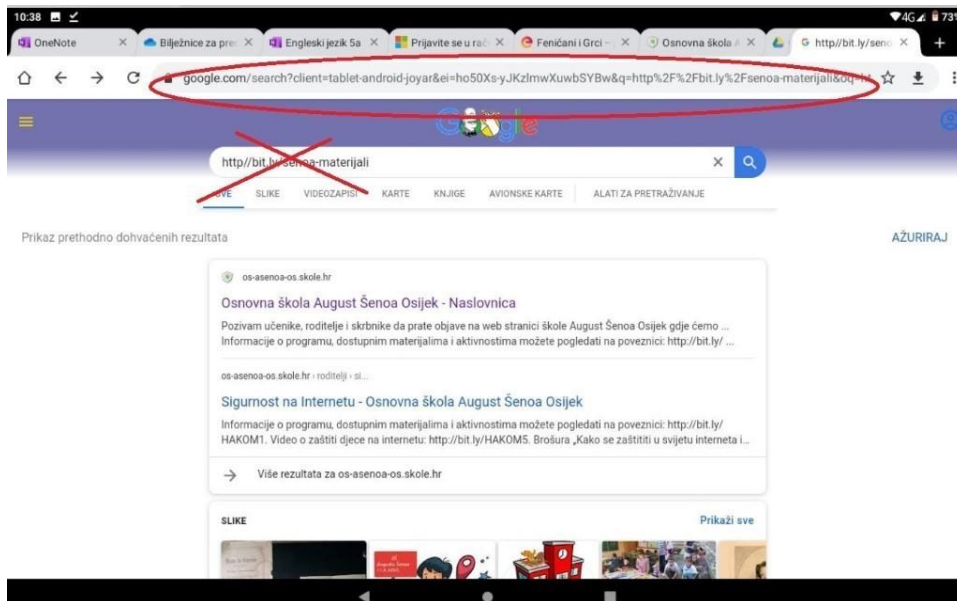 10:38 4G 73%
OneNote Bilježnice za pre Engleski jezik 5a Prijavite se u rač Feničani i Grci – Osnovna škola A http//bit.ly/seno
google.com/search?client=tablet-android-joyar&ei=ho50Xs-yJKzlmwXuwbSYBw&q=http%2F%2Fbit.ly%2Fsenoa-materijali&oq=ht
Google
http//bit.ly/senoa-materijali
SVE SLIKE VIDEOZAPISI KARTE KNJIGE AVIONSKE KARTE ALATI ZA PRETRAŽIVANJE
Prikaz prethodno dohvaćenih rezultata AŽURIRAJ
os-asenoa-os.skole.hr
Osnovna škola August Šenoa Osijek - Naslovnica
Pozivam učenike, roditelje i skrbnike da prate objave na web stranici škole August Šenoa Osijek gdje ćemo ...
Informacije o programu, dostupnim materijalima i aktivnostima možete pogledati na poveznici: http://bit.ly/ ...
os-asenoa-os.skole.hr › roditelji › si...
Sigurnost na Internetu - Osnovna škola August Šenoa Osijek
Informacije o programu, dostupnim materijalima i aktivnostima možete pogledati na poveznici: http://bit.ly/
HAKOM1. Video o zaštiti djece na internetu: http://bit.ly/HAKOM5. Brošura „Kako se zaštititi u svijetu interneta i...
Više rezultata za os-asenoa-os.skole.hr
SLIKE Prikaži sve